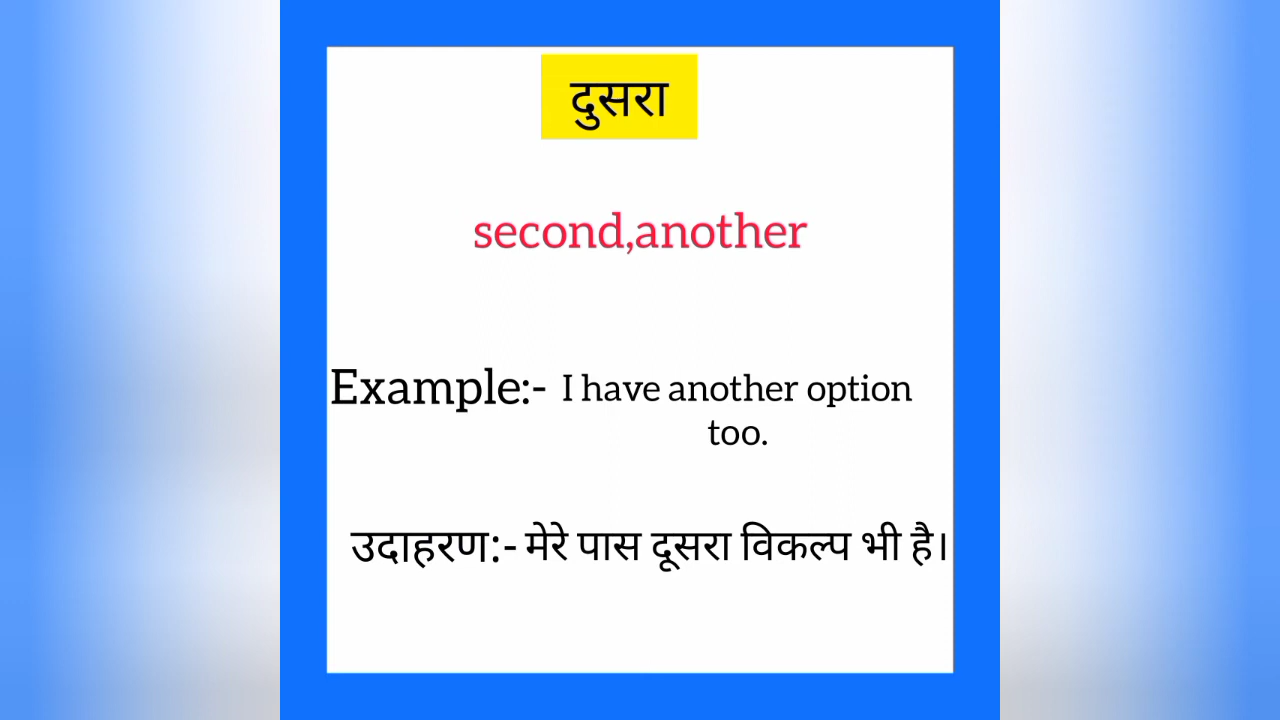 दुसरा
second,another
Example:- I have another option
too.
उदाहरण:- मेरे पास दूसरा विकल्प भी है।